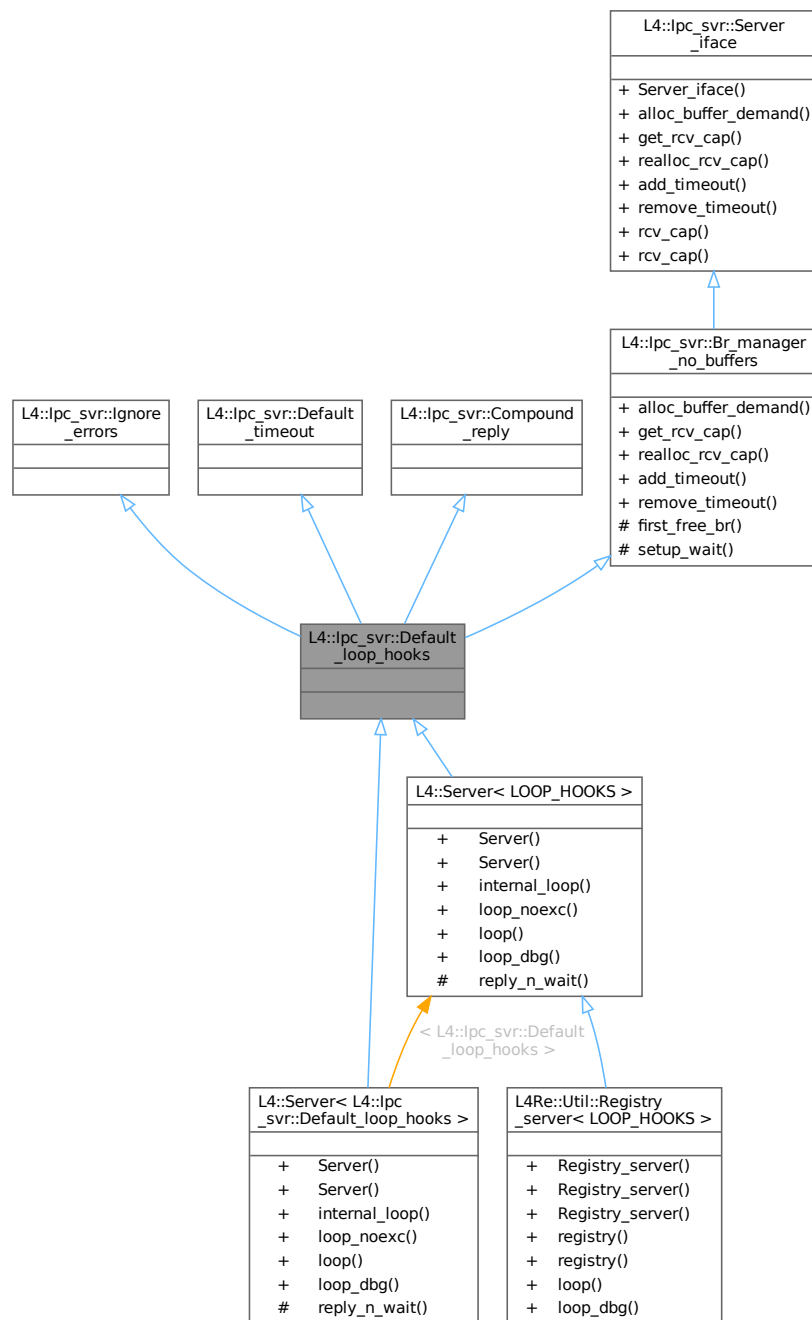 L4::Ipc_svr::Server
_iface
+ Server_iface()
+ alloc_buffer_demand()
+ get_rcv_cap()
+ realloc_rcv_cap()
+ add_timeout()
+ remove_timeout()
+ rcv_cap()
+ rcv_cap()
L4::Ipc_svr::Br_manager
_no_buffers
+ alloc_buffer_demand()
+ get_rcv_cap()
+ realloc_rcv_cap()
+ add_timeout()
+ remove_timeout()
# first_free_br()
# setup_wait()
L4::Ipc_svr::Ignore
_errors
L4::Ipc_svr::Default
_timeout
L4::Ipc_svr::Compound
_reply
L4::Ipc_svr::Default
_loop_hooks
L4::Server< LOOP_HOOKS >
+ Server()
+ Server()
+ internal_loop()
+ loop_noexc()
+ loop()
+ loop_dbg()
# reply_n_wait()
< L4::Ipc_svr::Default
_loop_hooks >
L4::Server< L4::Ipc
_svr::Default_loop_hooks >
+ Server()
+ Server()
+ internal_loop()
+ loop_noexc()
+ loop()
+ loop_dbg()
# reply_n_wait()
L4Re::Util::Registry
_server< LOOP_HOOKS >
+ Registry_server()
+ Registry_server()
+ Registry_server()
+ registry()
+ registry()
+ loop()
+ loop_dbg()